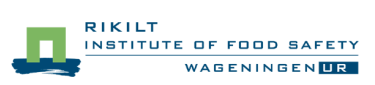 RIKILT
INSTITUTE OF FOOD SAFETY
WAGENINGEN UR